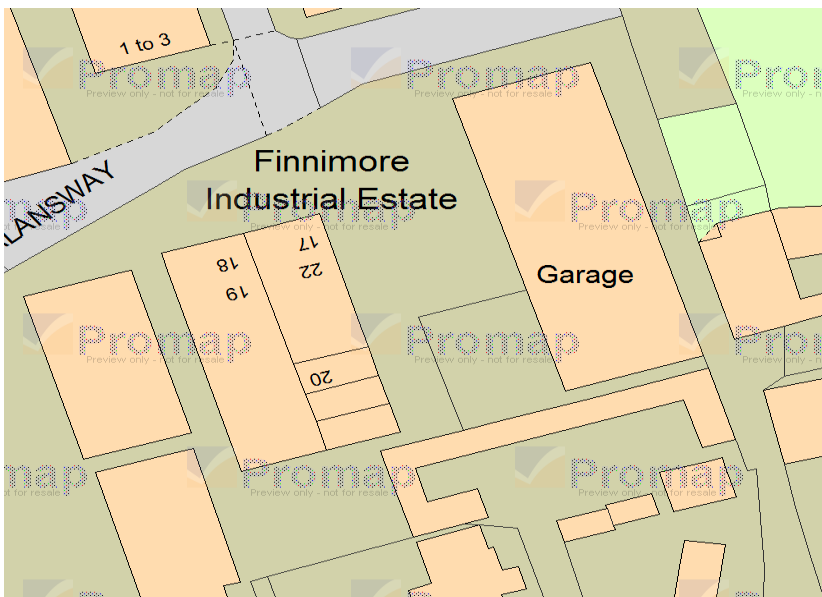 1 to 3
Finnimore
Industrial Estate
LANSWAY
17
18
22
19
Garage
20
Promap
Preview only - not for resale